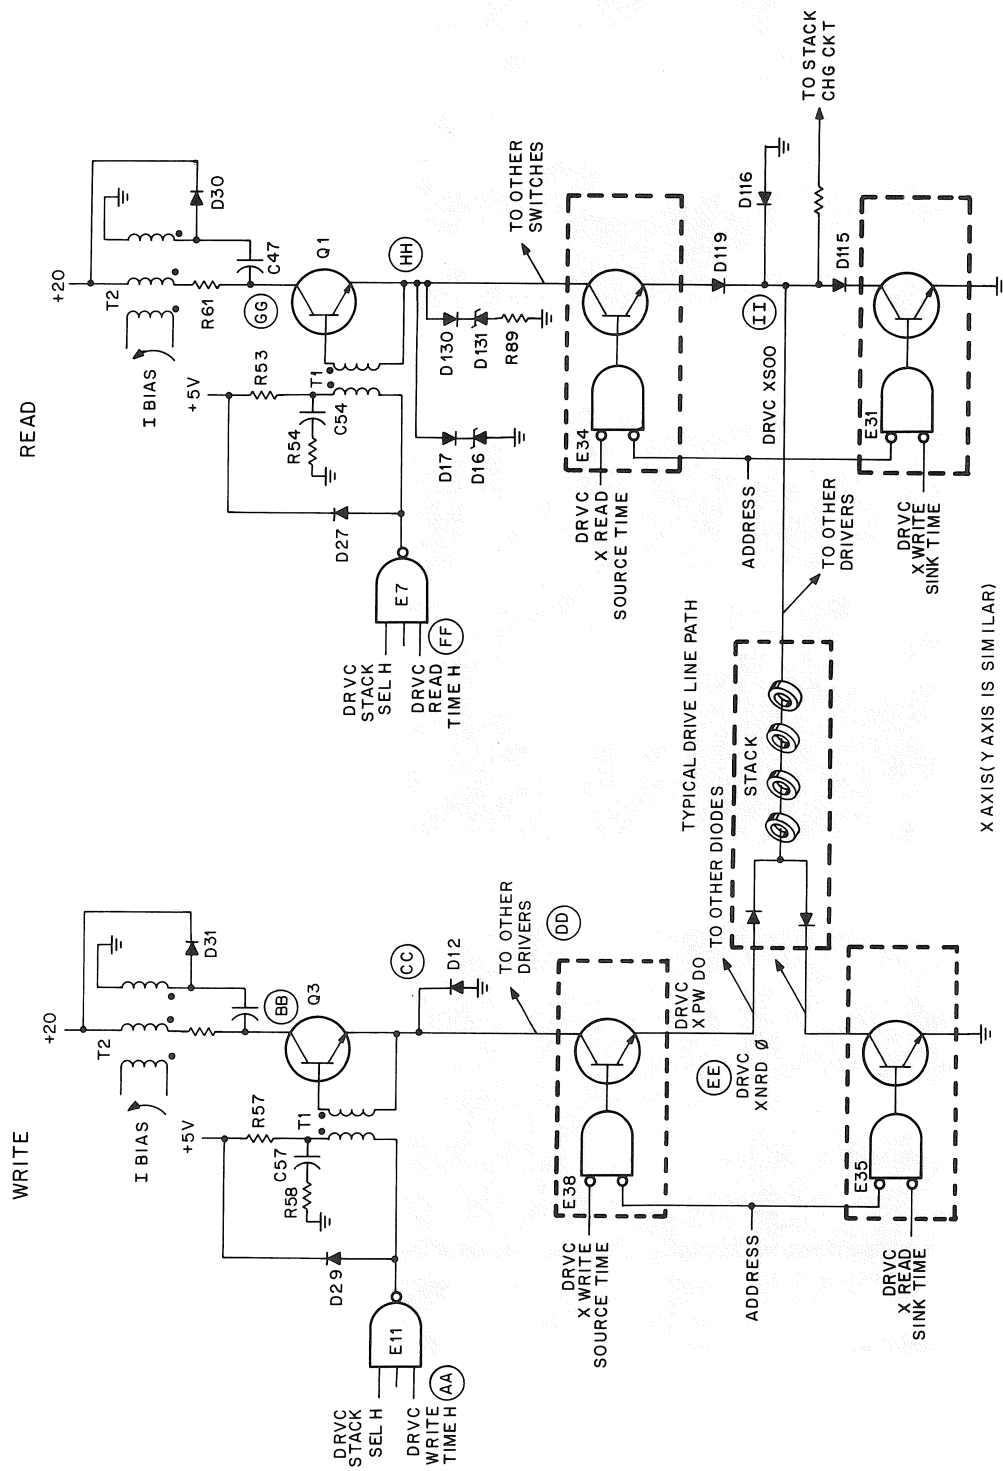 READ
+20
T2
I BIAS
D30
R61
C47
GG
Q1
+5V
R53
T1
R54
C54
HH
D27
D130
D131
R89
D17
D16
E7
DRVC
STACK
SEL H
DRVC
READ
TIME H
FF
TO OTHER
SWITCHES
E34
DRVC
X READ
SOURCE TIME
D119
D116
II
DRVC XS00
TO STACK
CHG CKT
D115
ADDRESS
E31
DRVC
X WRITE
SINK TIME
TO OTHER
DRIVERS
TYPICAL DRIVE LINE PATH
STACK
TO OTHER DIODES
X AXIS (Y AXIS IS SIMILAR)
WRITE
+20
T2
I BIAS
D31
BB
Q3
+5V
R57
T1
C57
R58
CC
D12
D29
E11
DRVC
STACK
SEL H
DRVC
WRITE
TIME H
AA
TO OTHER
DRIVERS
DD
E38
DRVC
X WRITE
SOURCE TIME
DRVC
X PW DO
EE
DRVC
XNRD Ø
ADDRESS
E35
DRVC
X READ
SINK TIME